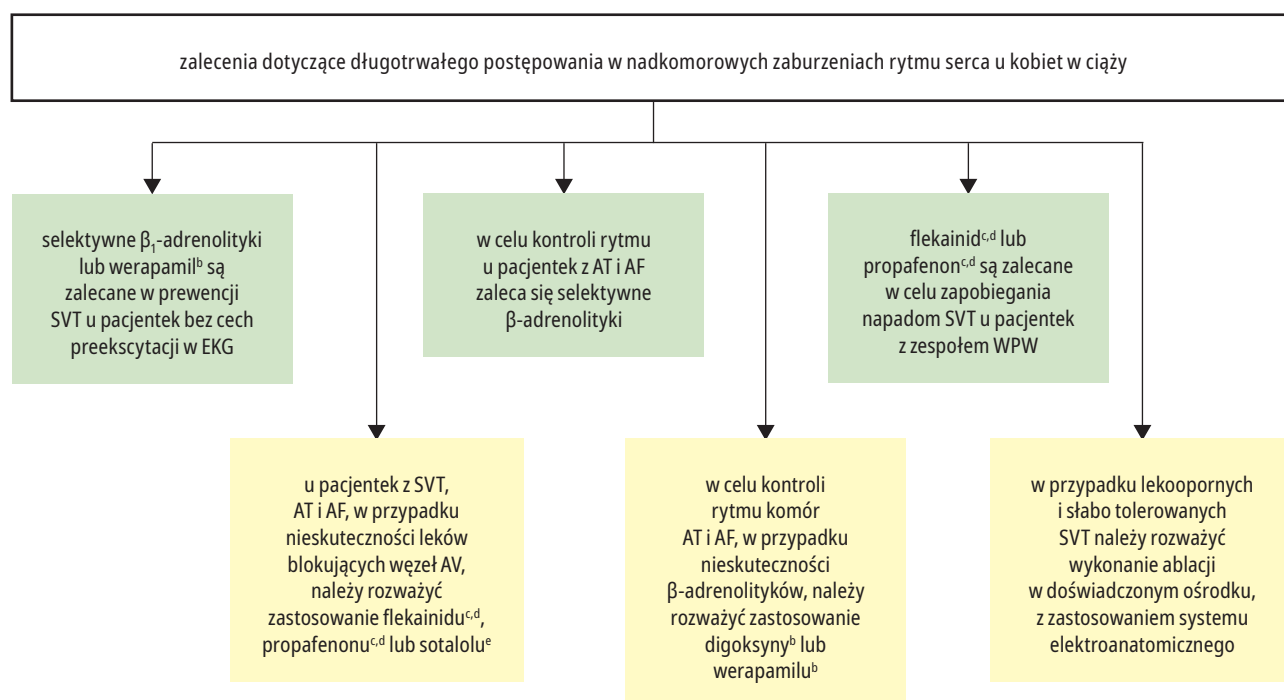 zalecenia dotyczące długotrwałego postępowania w nadkomorowych zaburzeniach rytmu serca u kobiet w ciąży
selektywne β₁-adrenolityki
lub werapamilᵇ są
zalecane w prewencji
SVT u pacjentek bez cech
preekscytacji w EKG
w celu kontroli rytmu
u pacjentek z AT i AF
zaleca się selektywne
β-adrenolityki
flekainidᶜ,ᵈ lub
propafenonᶜ,ᵈ są zalecane
w celu zapobiegania
napadom SVT u pacjentek
z zespołem WPW
u pacjentek z SVT,
AT i AF, w przypadku
nieskuteczności leków
blokujących węzeł AV,
należy rozważyć
zastosowanie flekainiduᶜ,ᵈ,
propafenonuᶜ,ᵈ lub sotaloluᵉ
w celu kontroli
rytmu komór
AT i AF, w przypadku
nieskuteczności
β-adrenolityków, należy
rozważyć zastosowanie
digoksynyᵇ lub
werapamiluᵇ
w przypadku lekoopornych
i słabo tolerowanych
SVT należy rozważyć
wykonanie ablacji
w doświadczonym ośrodku,
z zastosowaniem systemu
elektroanatomicznego